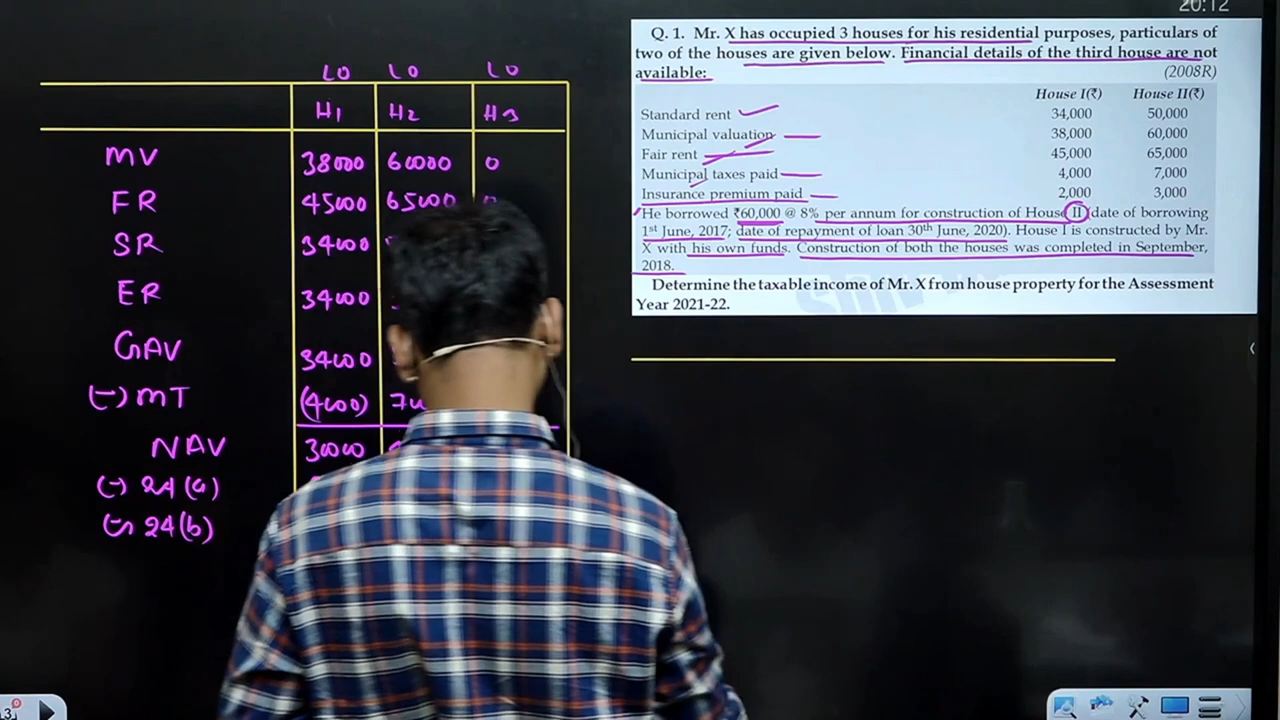 20:12
LO LO LO
H1 H2 H3
MV 38000 60000 0
FR 45000 65000
SR 34000
ER 34000
GAV 34000
(-) MT (4000)
NAV 30000
(-) 24(a)
(-) 24(b)
Q. 1. Mr. X has occupied 3 houses for his residential purposes, particulars of
two of the houses are given below. Financial details of the third house are not
available: (2008R)
House I(₹) House II(₹)
Standard rent 34,000 50,000
Municipal valuation 38,000 60,000
Fair rent 45,000 65,000
Municipal taxes paid 4,000 7,000
Insurance premium paid 2,000 3,000
He borrowed ₹60,000 @ 8% per annum for construction of House II (date of borrowing
1st June, 2017; date of repayment of loan 30th June, 2020). House I is constructed by Mr.
X with his own funds. Construction of both the houses was completed in September,
2018.
Determine the taxable income of Mr. X from house property for the Assessment
Year 2021-22.